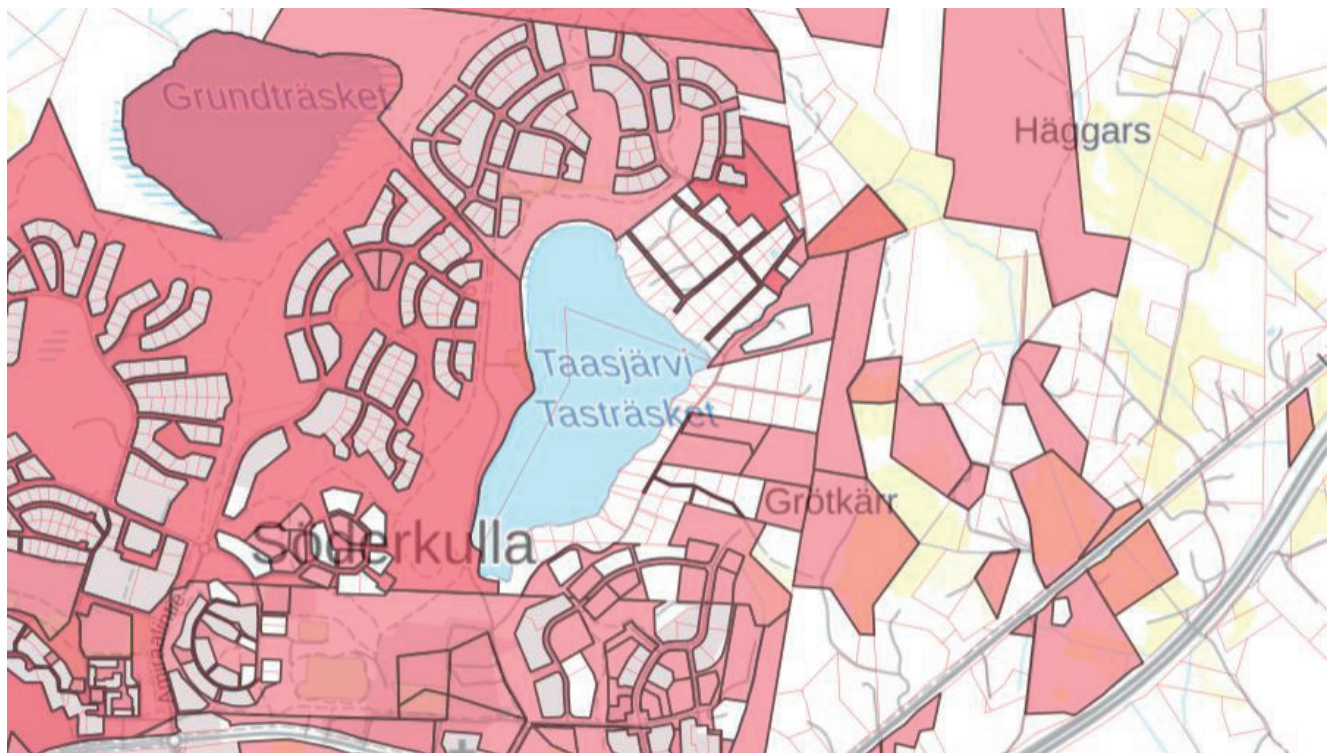 Grundträsket
Häggars
Taasjärvi
Tasträsket
Grötkärr
Söderkulla